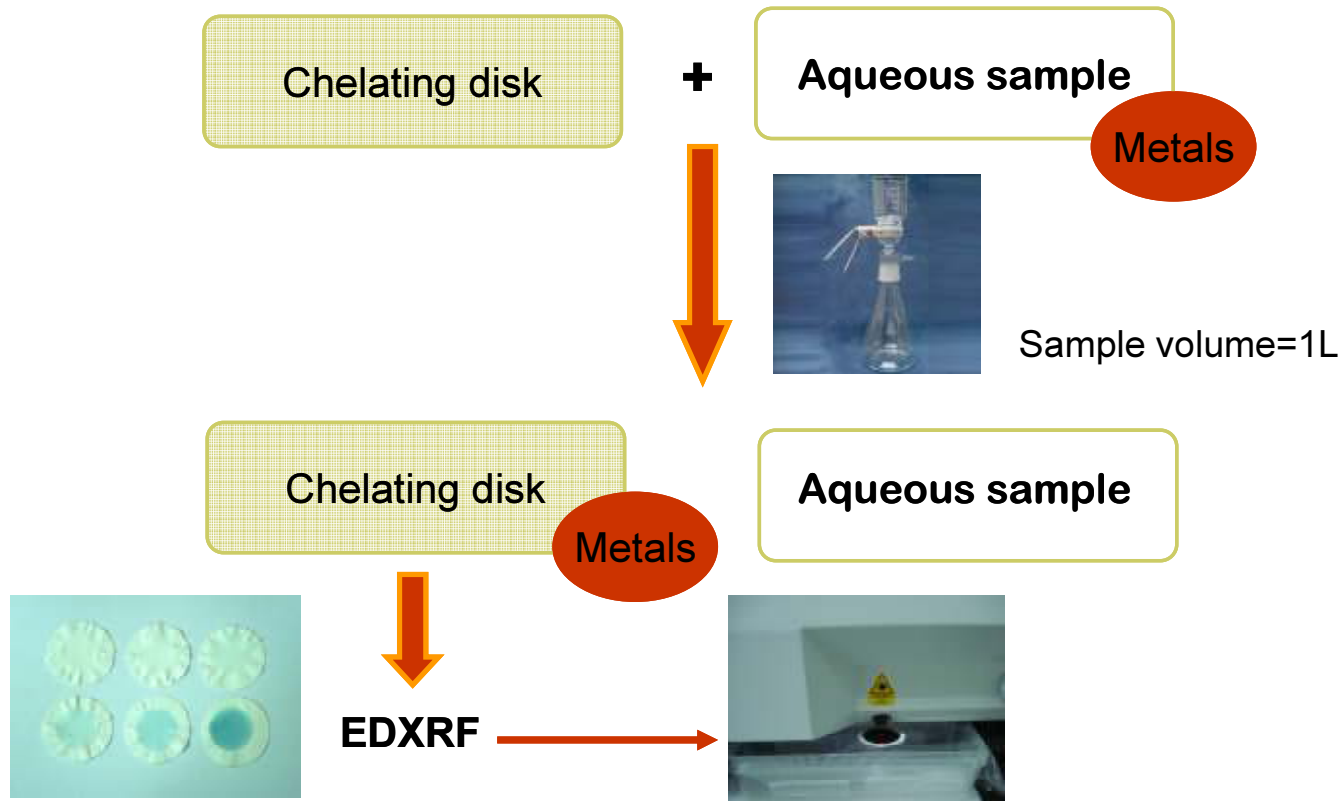 Chelating disk
+
Aqueous sample
Metals
Sample volume=1L
Chelating disk
Aqueous sample
Metals
EDXRF